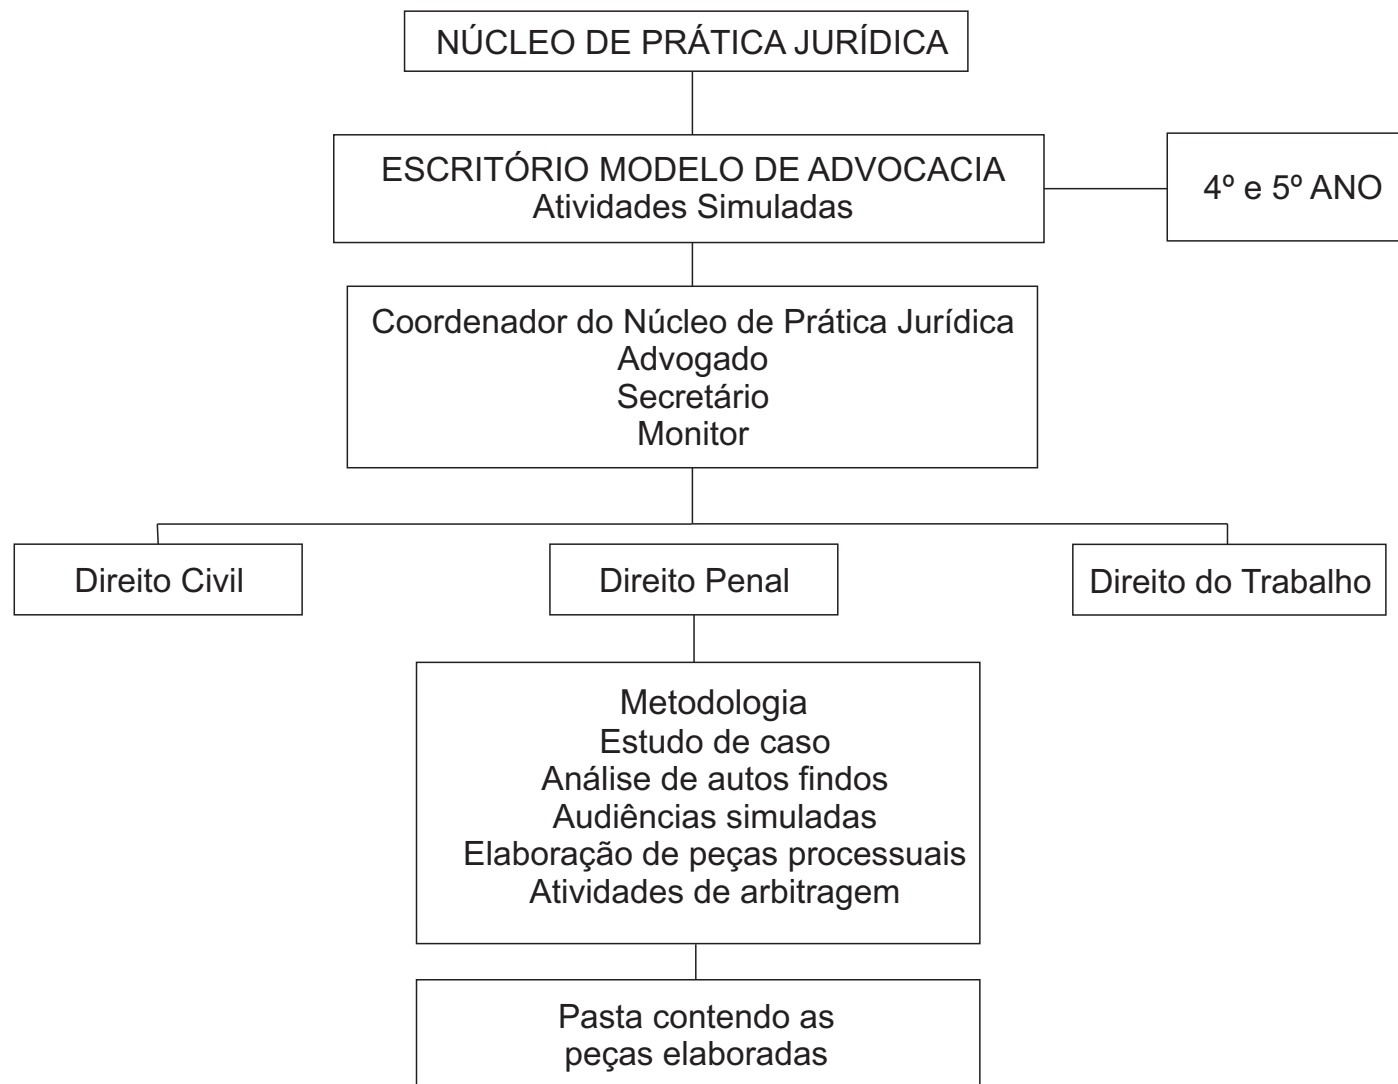 NÚCLEO DE PRÁTICA JURÍDICA
ESCRITÓRIO MODELO DE ADVOCACIA
Atividades Simuladas
4º e 5º ANO
Coordenador do Núcleo de Prática Jurídica
Advogado
Secretário
Monitor
Direito Civil
Direito Penal
Direito do Trabalho
Metodologia
Estudo de caso
Análise de autos findos
Audiências simuladas
Elaboração de peças processuais
Atividades de arbitragem
Pasta contendo as
peças elaboradas